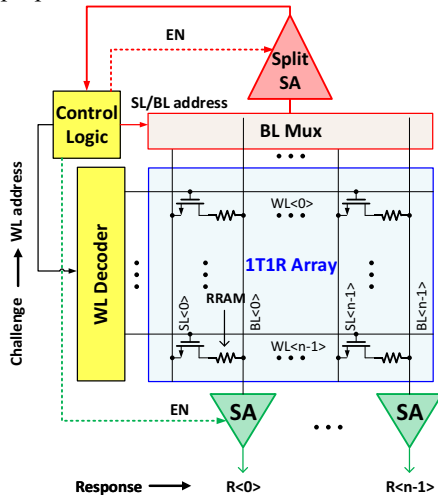 EN
Split
SA
Control
Logic
SL/BL address
BL Mux
WL address
Challenge
WL Decoder
WL<0>
1T1R Array
RRAM
SL<0>
BL<0>
SL<n-1>
BL<n-1>
WL<n-1>
EN
SA
SA
Response
R<0>
R<n-1>